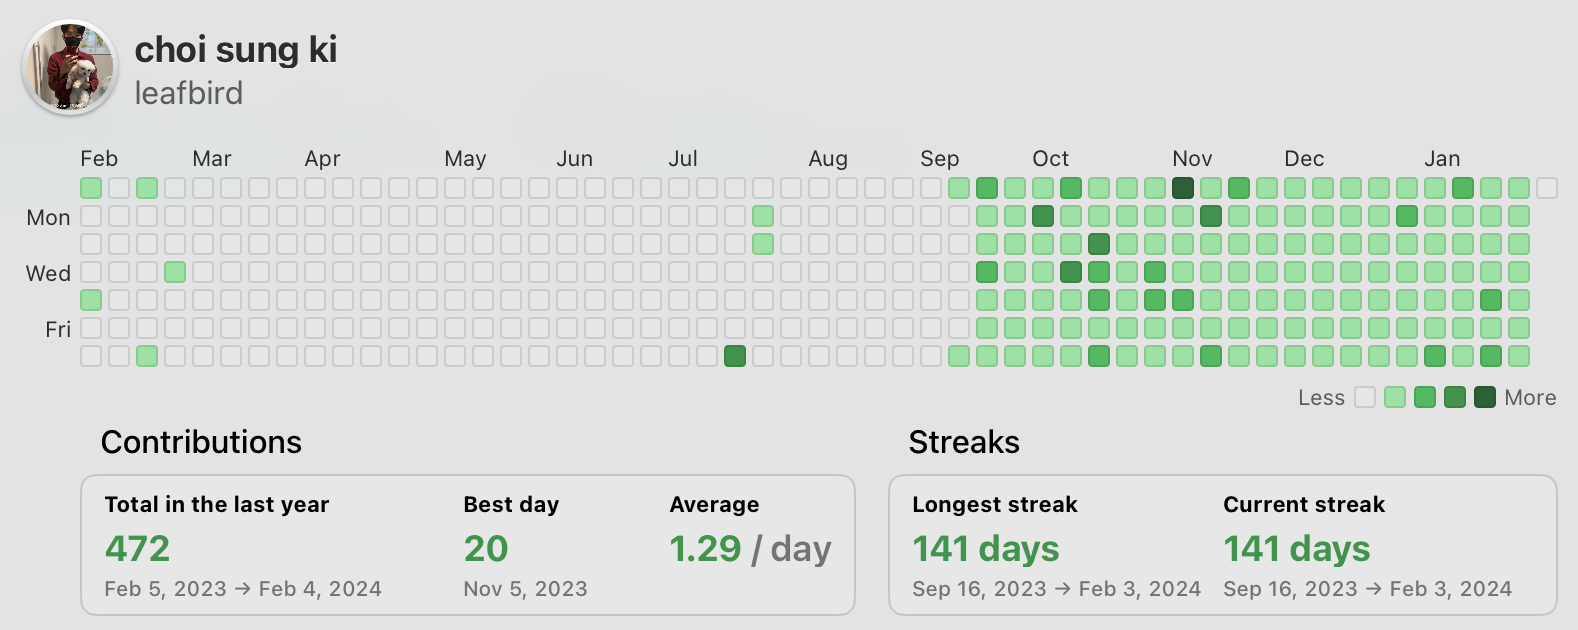 choi sung ki
leafbird
Feb Mar Apr May Jun Jul Aug Sep Oct Nov Dec Jan
Mon
Wed
Fri
Less More
Contributions Streaks
Total in the last year Best day Average Longest streak Current streak
472 20 1.29 / day 141 days 141 days
Feb 5, 2023 → Feb 4, 2024 Nov 5, 2023 Sep 16, 2023 → Feb 3, 2024 Sep 16, 2023 → Feb 3, 2024